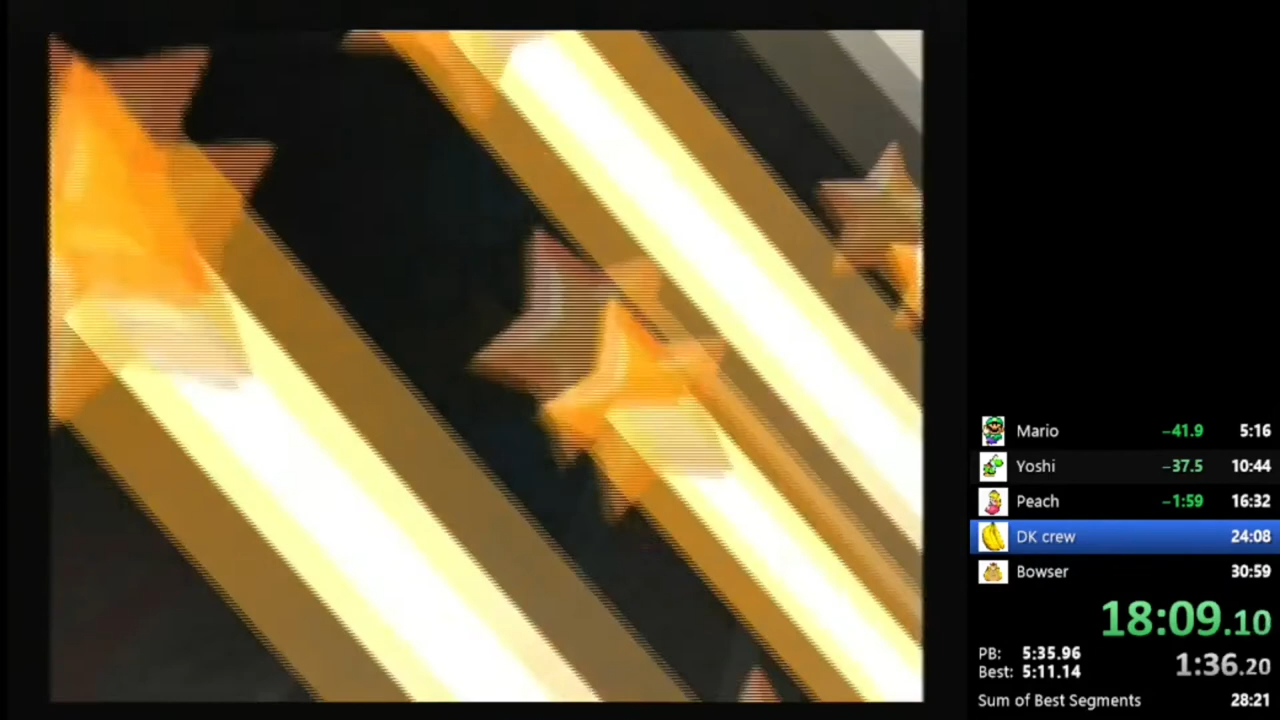 Mario −41.9 5:16
Yoshi −37.5 10:44
Peach −1:59 16:32
DK crew 24:08
Bowser 30:59
18:09.10
PB: 5:35.96
Best: 5:11.14
1:36.20
Sum of Best Segments 28:21